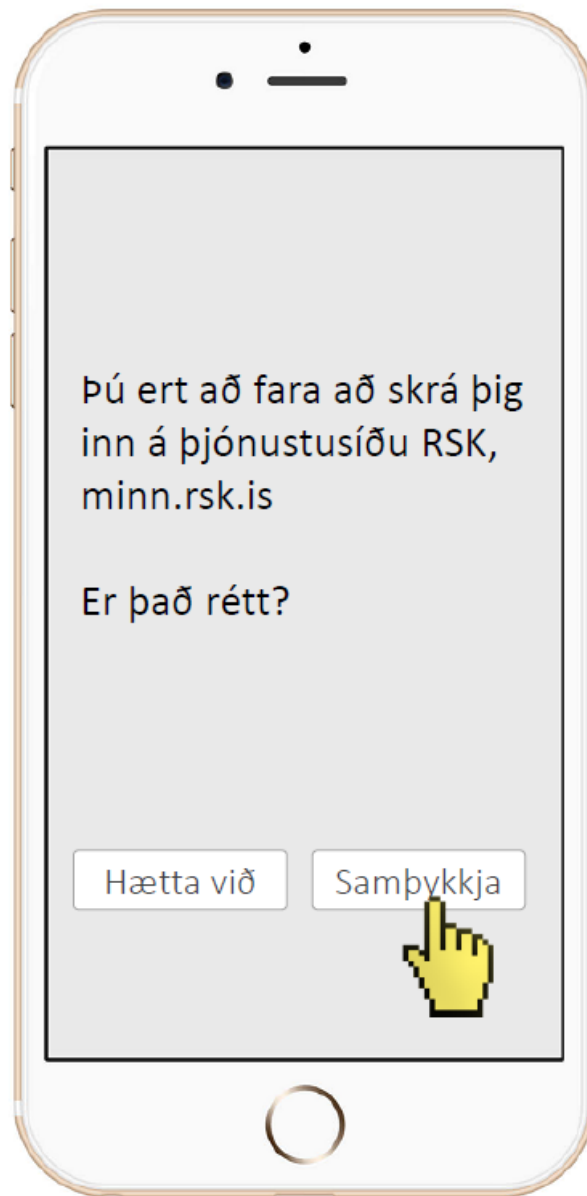 Þú ert að fara að skrá þig
inn á þjónustusíðu RSK,
minn.rsk.is
Er það rétt?
Hætta við
Samþykkja